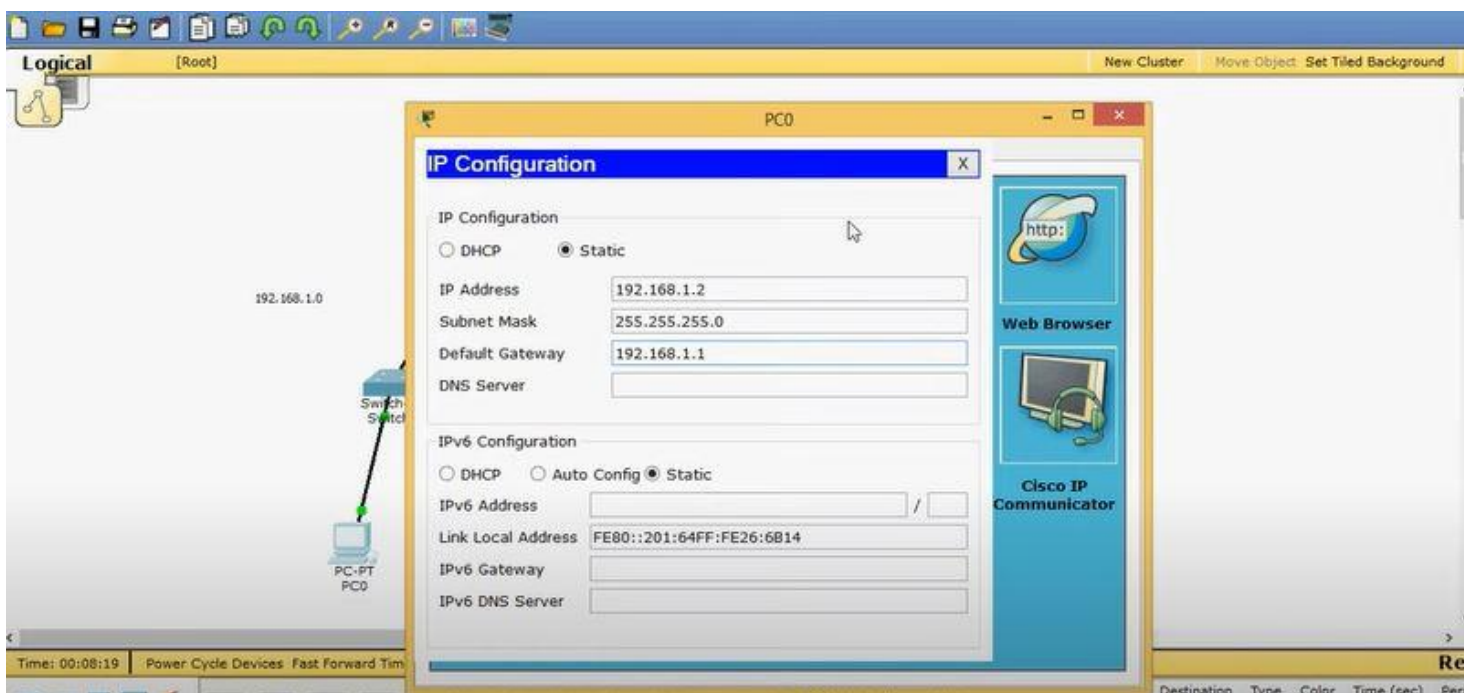 Logical [Root] New Cluster Move Object Set Tiled Background
PC0
IP Configuration X
IP Configuration
DHCP Static
http:
IP Address 192.168.1.2
192.168.1.0
Subnet Mask 255.255.255.0
Web Browser
Default Gateway 192.168.1.1
DNS Server
Switch
IPv6 Configuration
DHCP Auto Config Static
Cisco IP
Communicator
IPv6 Address /
Link Local Address FE80::201:64FF:FE26:6B14
IPv6 Gateway
PC-PT
PC0
IPv6 DNS Server
Time: 00:08:19 Power Cycle Devices Fast Forward Tim
Re
Destination Type Color Time (sec) Per